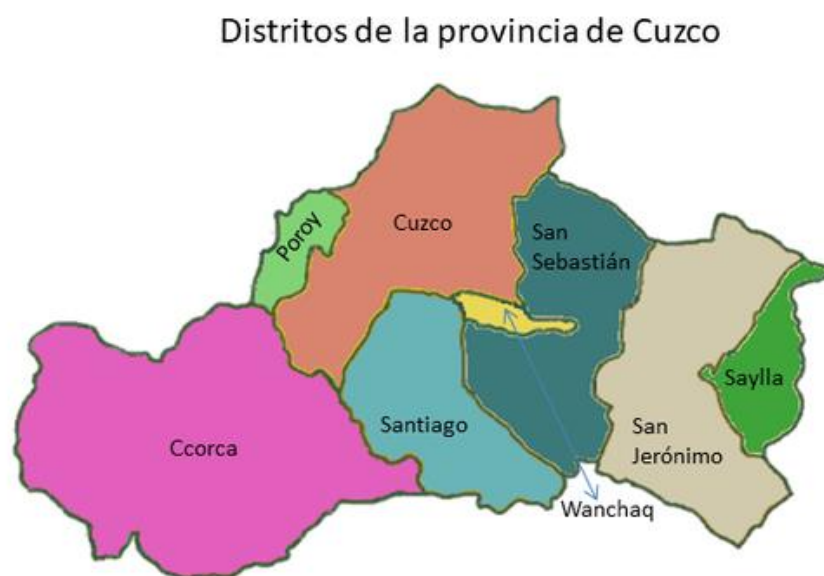 Distritos de la provincia de Cuzco
Poroy
Cuzco
San
Sebastián
Saylla
Santiago
San
Jerónimo
Ccorca
Wanchaq